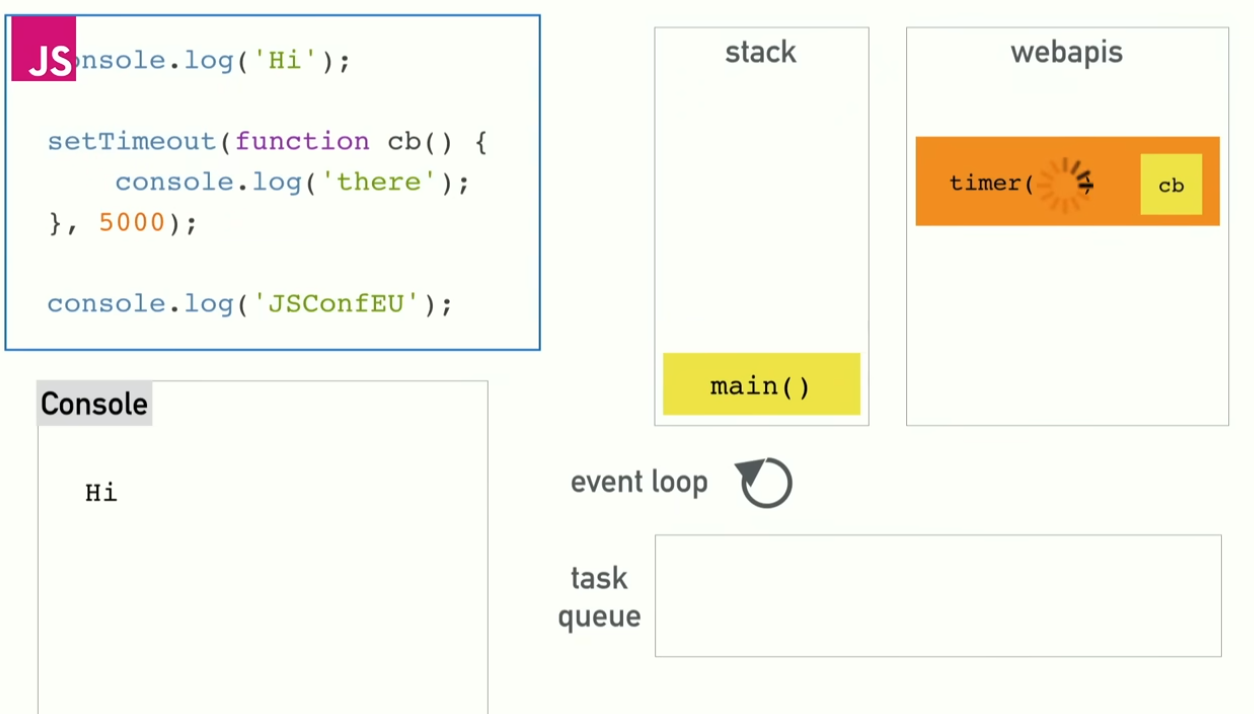 JS
onsole.log('Hi');
setTimeout(function cb() {
console.log('there');
}, 5000);
console.log('JSConfEU');
Console
Hi
stack
main()
webapis
timer( )
cb
event loop
task
queue